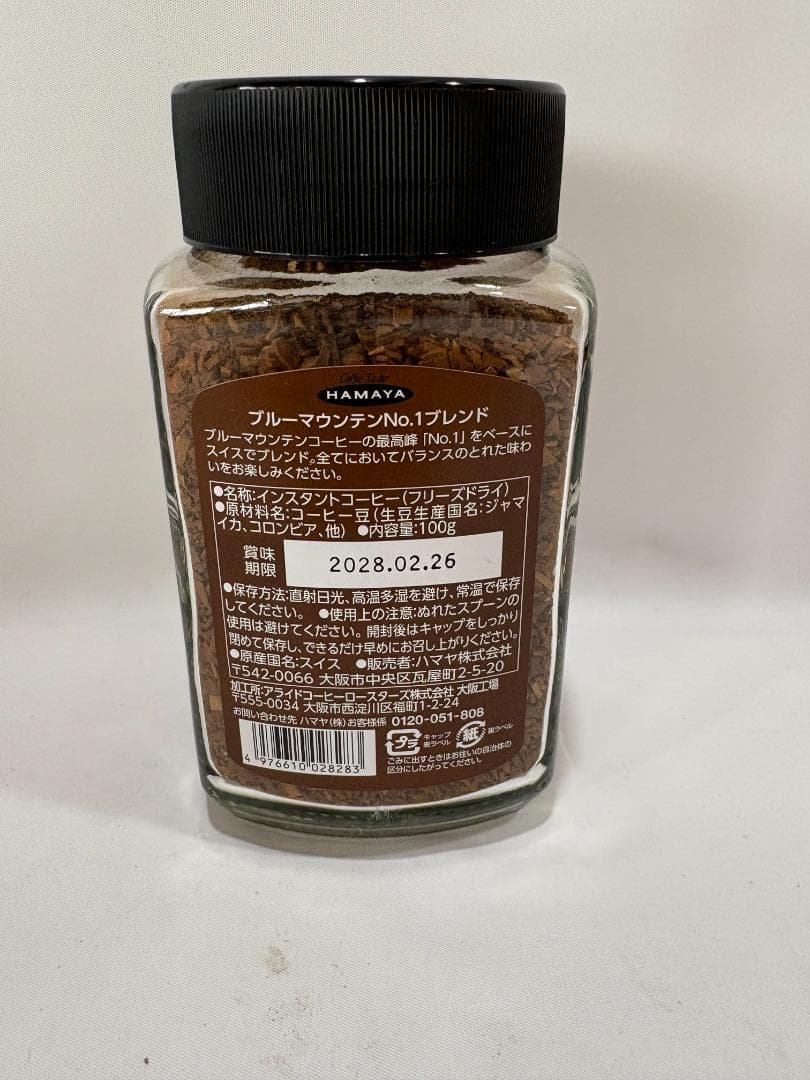 Coffee Taster
HAMAYA
ブルーマウンテンNo.1ブレンド
ブルーマウンテンコーヒーの最高峰「No.1」をベースに
スイスでブレンド。全てにおいてバランスのとれた味わ
いをお楽しみください。
●名称:インスタントコーヒー(フリーズドライ)
●原材料名:コーヒー豆(生豆生産国名:ジャマ
イカ、コロンビア、他) ●内容量:100g
賞味
期限
2028.02.26
●保存方法:直射日光、高温多湿を避け、常温で保存
してください。 ●使用上の注意:ぬれたスプーンの
使用は避けてください。開封後はキャップをしっかり
閉めて保存し、できるだけ早めにお召し上がりください。
●原産国名:スイス ●販売者:ハマヤ株式会社
〒542-0066 大阪市中央区瓦屋町2-5-20
加工所:アライドコーヒーロースターズ株式会社 大阪工場
〒555-0034 大阪市西淀川区福町1-2-24
お問い合わせ先 ハマヤ(株)お客様係 0120-051-808
4 976610 028283
プラ
キャップ
表ラベル
紙
裏ラベル
ごみに出すときはお住いの自治体の
区分にしたがってください。